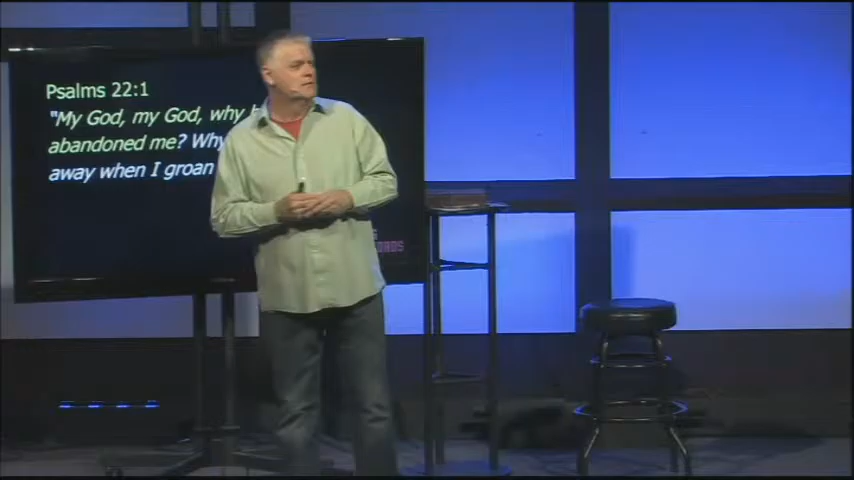 Psalms 22:1
"My God, my God, why
abandoned me? Why
away when I groan